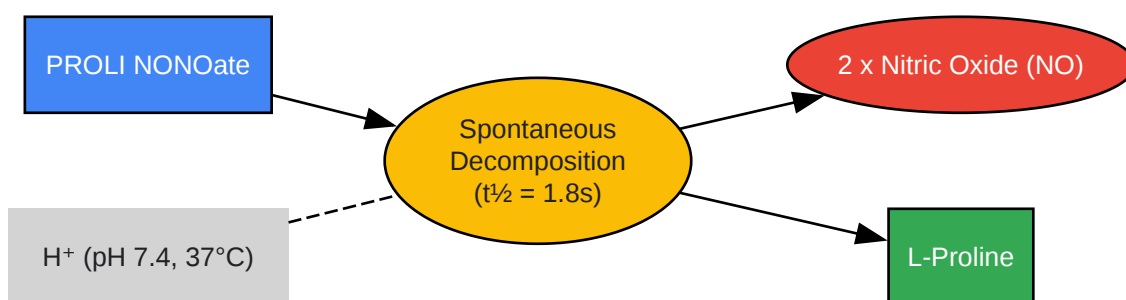 PROLI NONOate
2 x Nitric Oxide (NO)
Spontaneous
Decomposition
(t½ = 1.8s)
H⁺ (pH 7.4, 37°C)
L-Proline